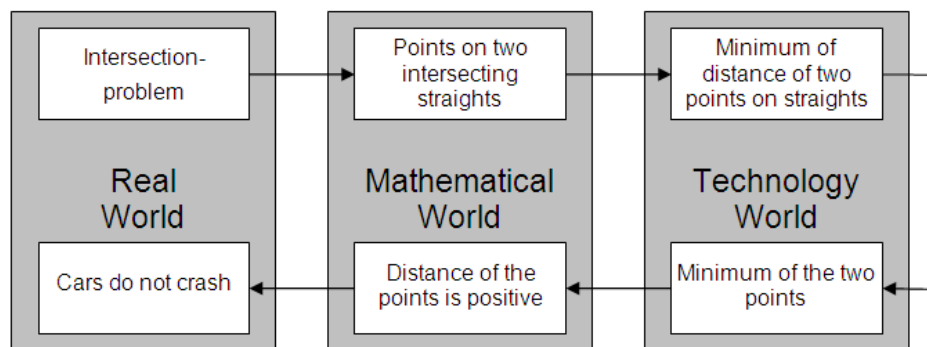 Intersection-
problem
Points on two
intersecting
straights
Minimum of
distance of two
points on straights
Real
World
Mathematical
World
Technology
World
Cars do not crash
Distance of the
points is positive
Minimum of the two
points